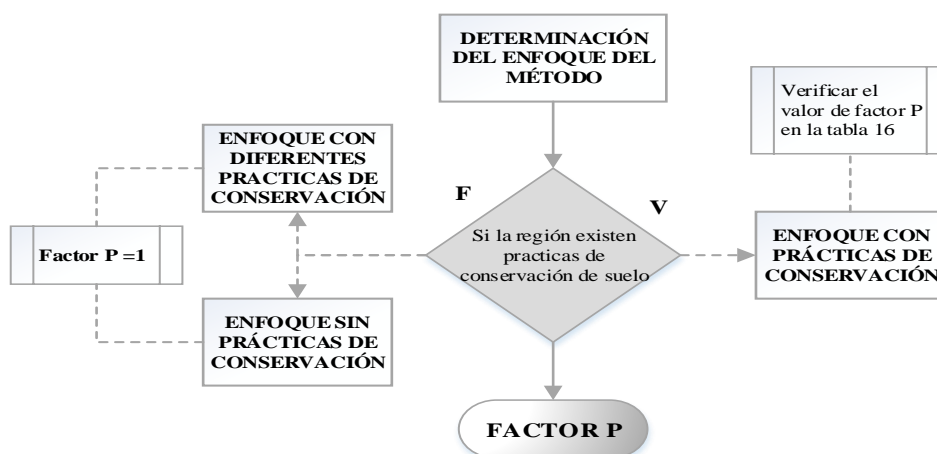 DETERMINACIÓN
DEL ENFOQUE DEL
MÉTODO
Verificar el
valor de factor P
en la tabla 16
ENFOQUE CON
DIFERENTES
PRACTICAS DE
CONSERVACIÓN
F
V
Factor P =1
Si la región existen
practicas de
conservación de suelo
ENFOQUE CON
PRÁCTICAS DE
CONSERVACIÓN
ENFOQUE SIN
PRÁCTICAS DE
CONSERVACIÓN
FACTOR P